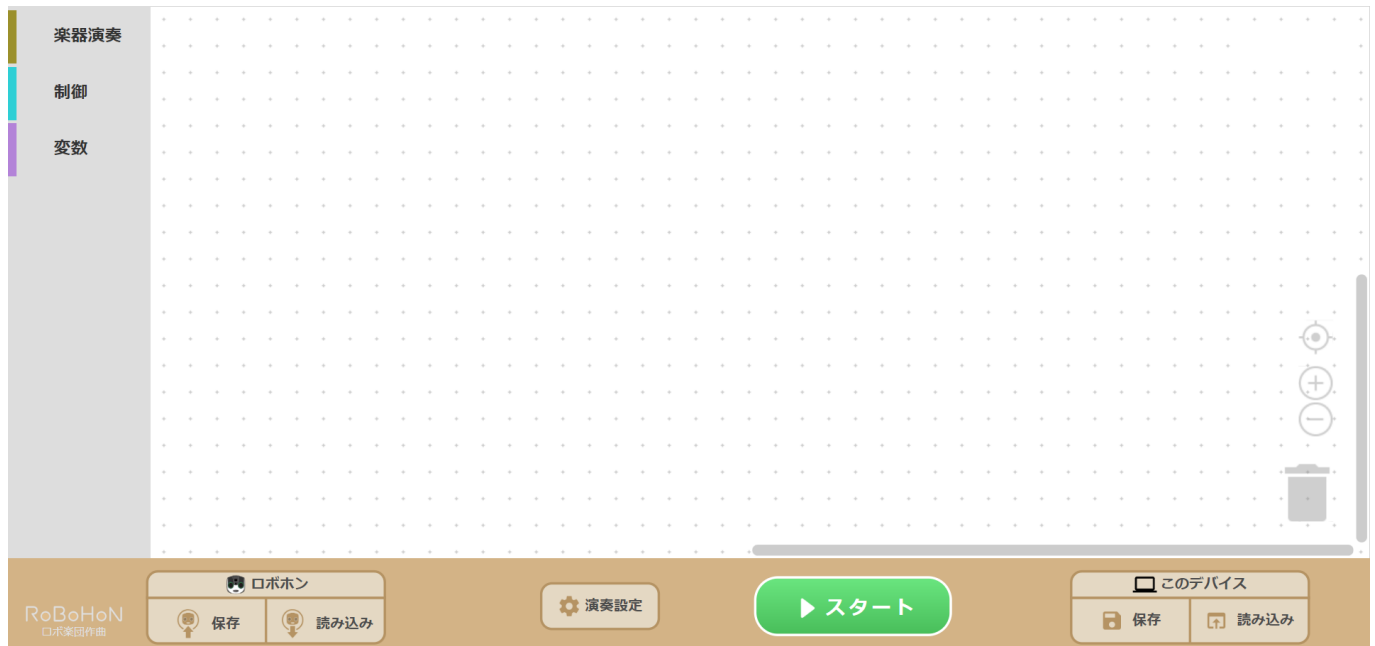 楽器演奏
制御
変数
RoBoHoN
ロボ楽団作曲
ロボホン
保存
読み込み
演奏設定
スタート
このデバイス
保存
読み込み